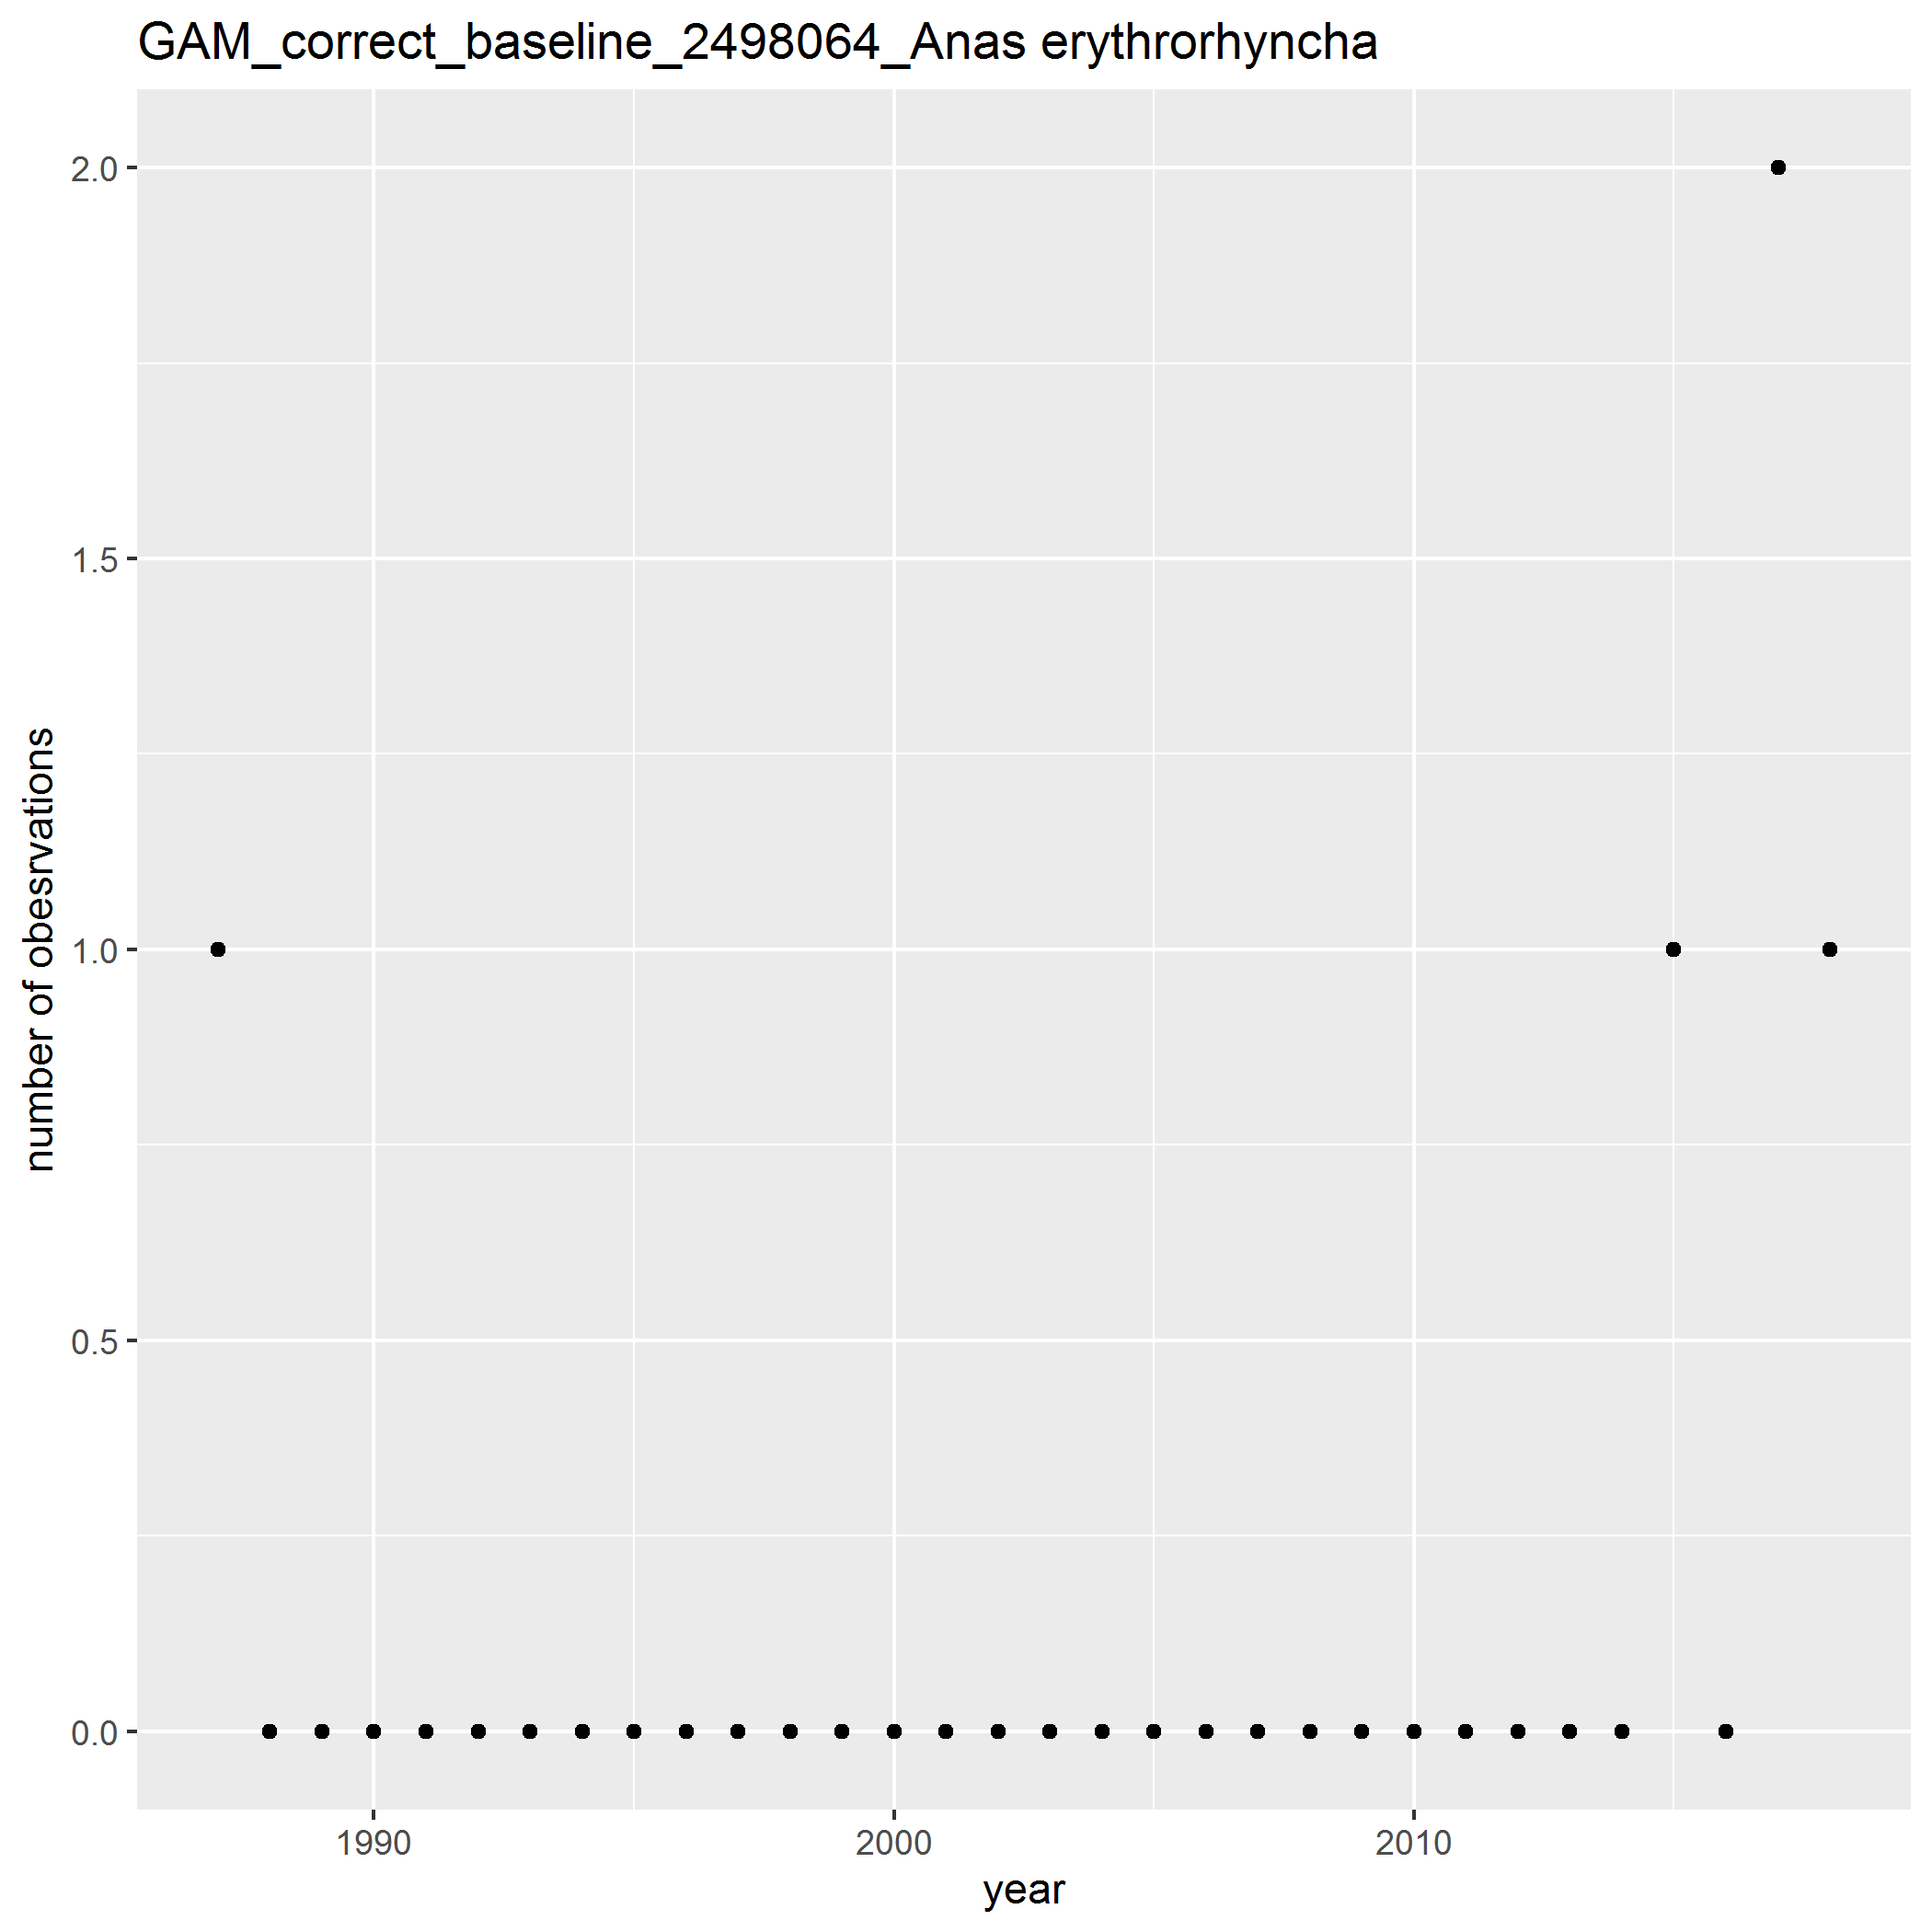 GAM_correct_baseline_2498064_Anas erythrorhyncha
number of obesrvations
2.0
1.5
1.0
0.5
0.0
1990 2000 2010
year